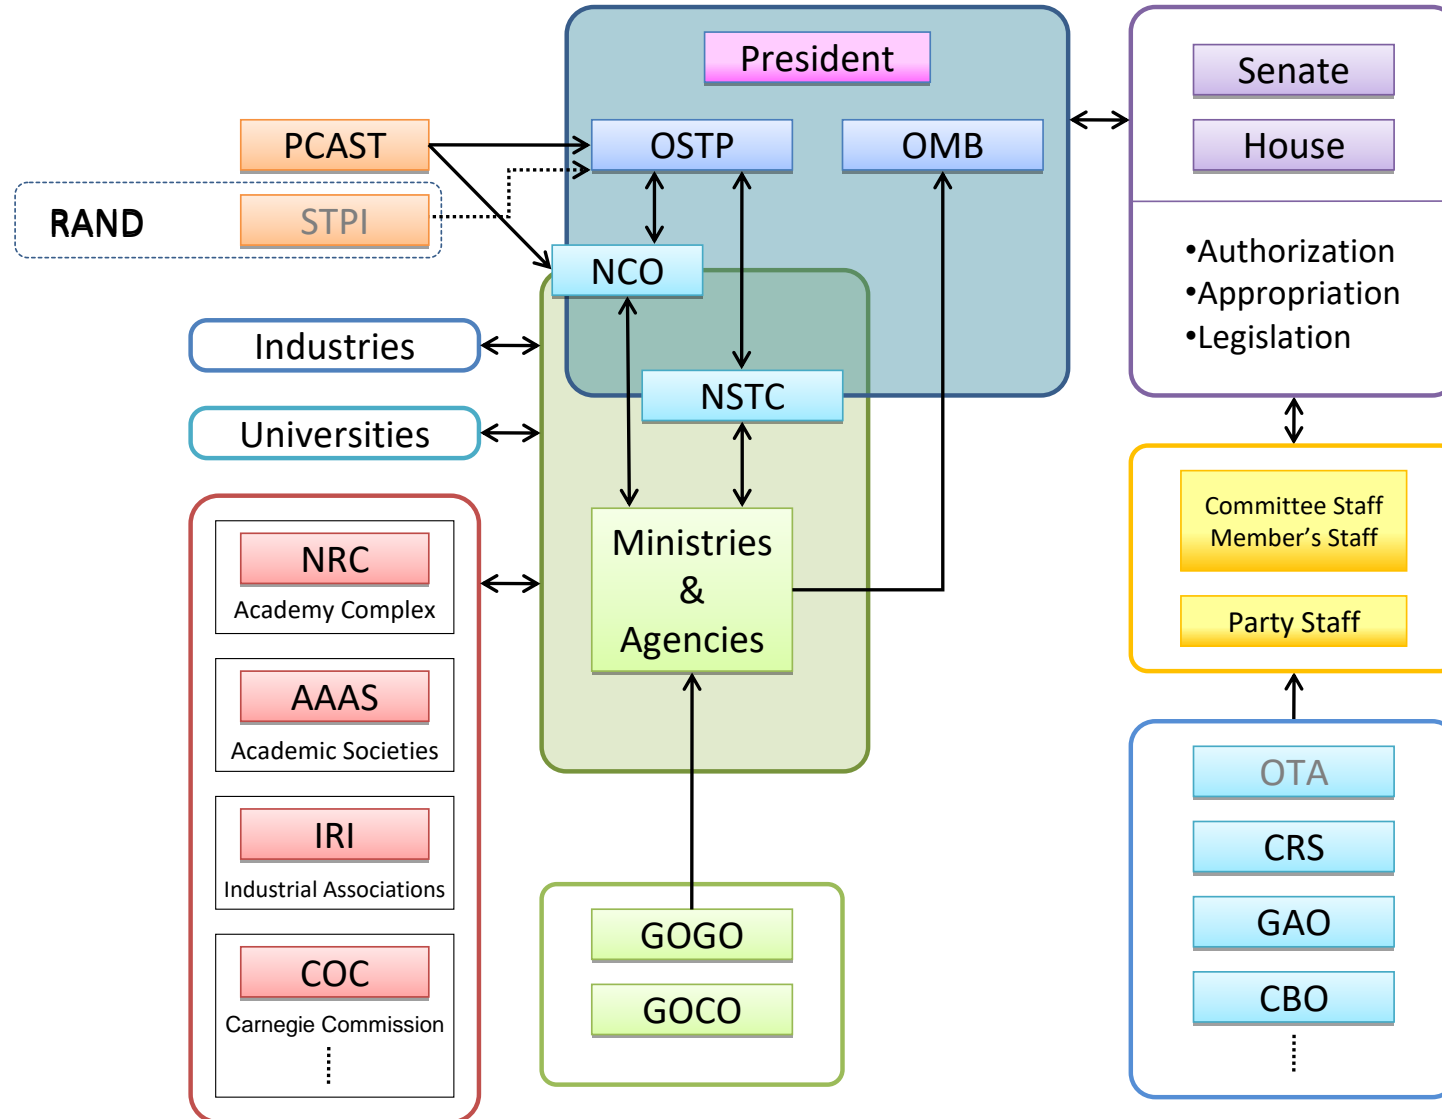 President
Senate
House
PCAST
OSTP
OMB
RAND
STPI
NCO
•Authorization
•Appropriation
•Legislation
Industries
NSTC
Universities
Committee Staff
Member’s Staff
Party Staff
NRC
Academy Complex
Ministries
&
Agencies
AAAS
Academic Societies
OTA
IRI
Industrial Associations
CRS
GAO
CBO
GOGO
GOCO
COC
Carnegie Commission